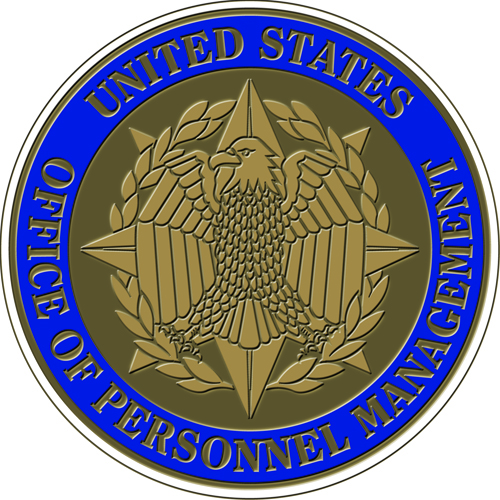 UNITED STATES
OFFICE OF PERSONNEL MANAGEMENT